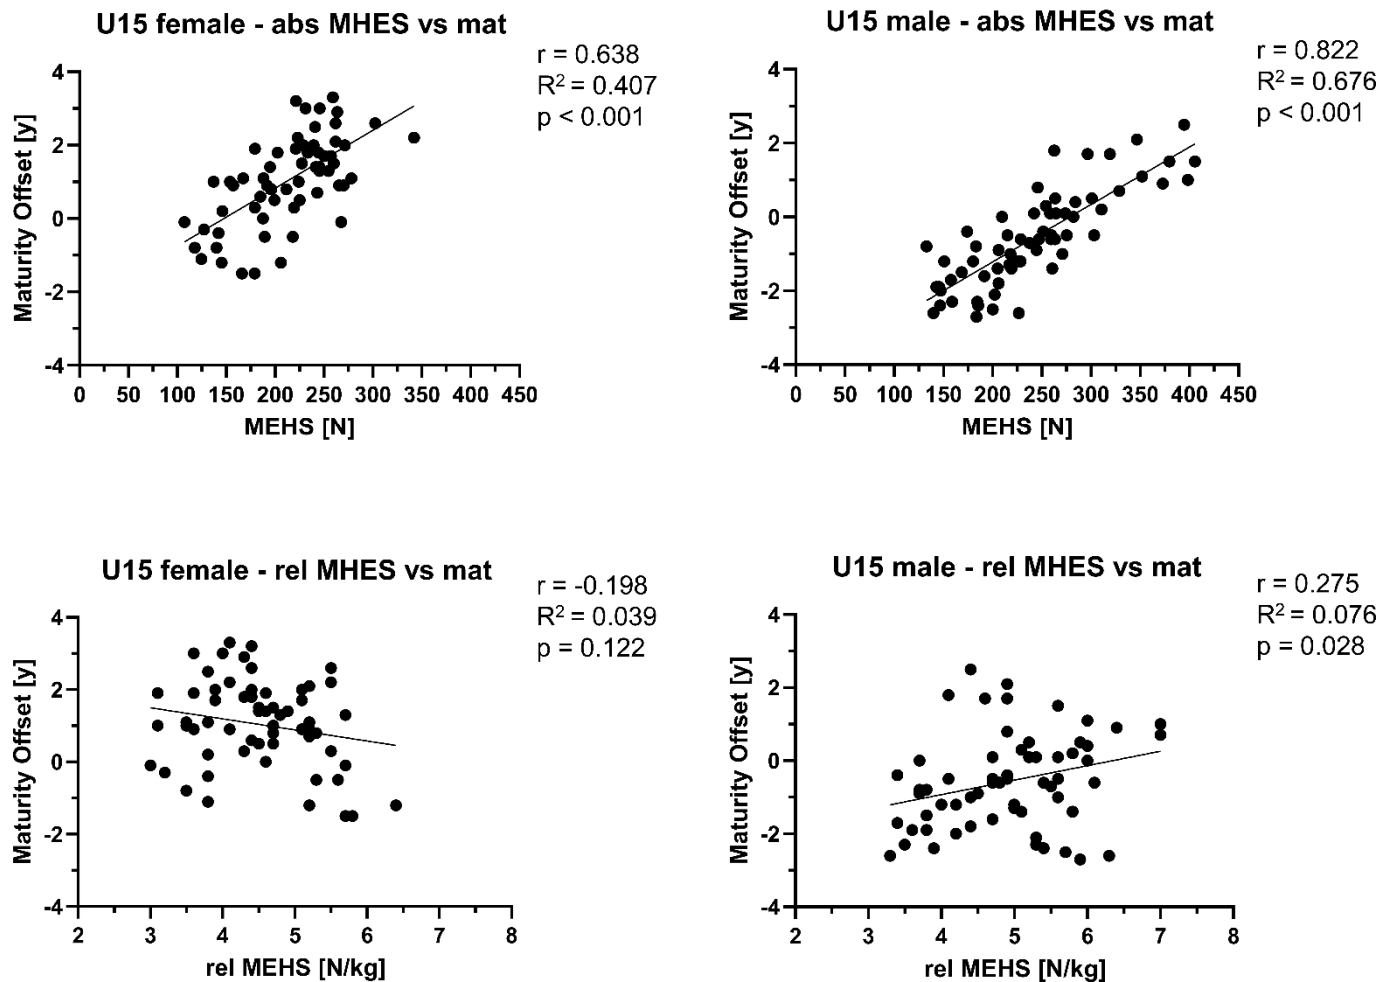 U15 female - abs MHES vs mat
r = 0.638
R² = 0.407
p < 0.001
Maturity Offset [y]
4
2
0
-2
-4
0 50 100 150 200 250 300 350 400 450
MEHS [N]
U15 male - abs MHES vs mat
r = 0.822
R² = 0.676
p < 0.001
Maturity Offset [y]
4
2
0
-2
-4
0 50 100 150 200 250 300 350 400 450
MEHS [N]
U15 female - rel MHES vs mat
r = -0.198
R² = 0.039
p = 0.122
Maturity Offset [y]
4
2
0
-2
-4
2 3 4 5 6 7 8
rel MEHS [N/kg]
U15 male - rel MHES vs mat
r = 0.275
R² = 0.076
p = 0.028
Maturity Offset [y]
4
2
0
-2
-4
2 3 4 5 6 7 8
rel MEHS [N/kg]